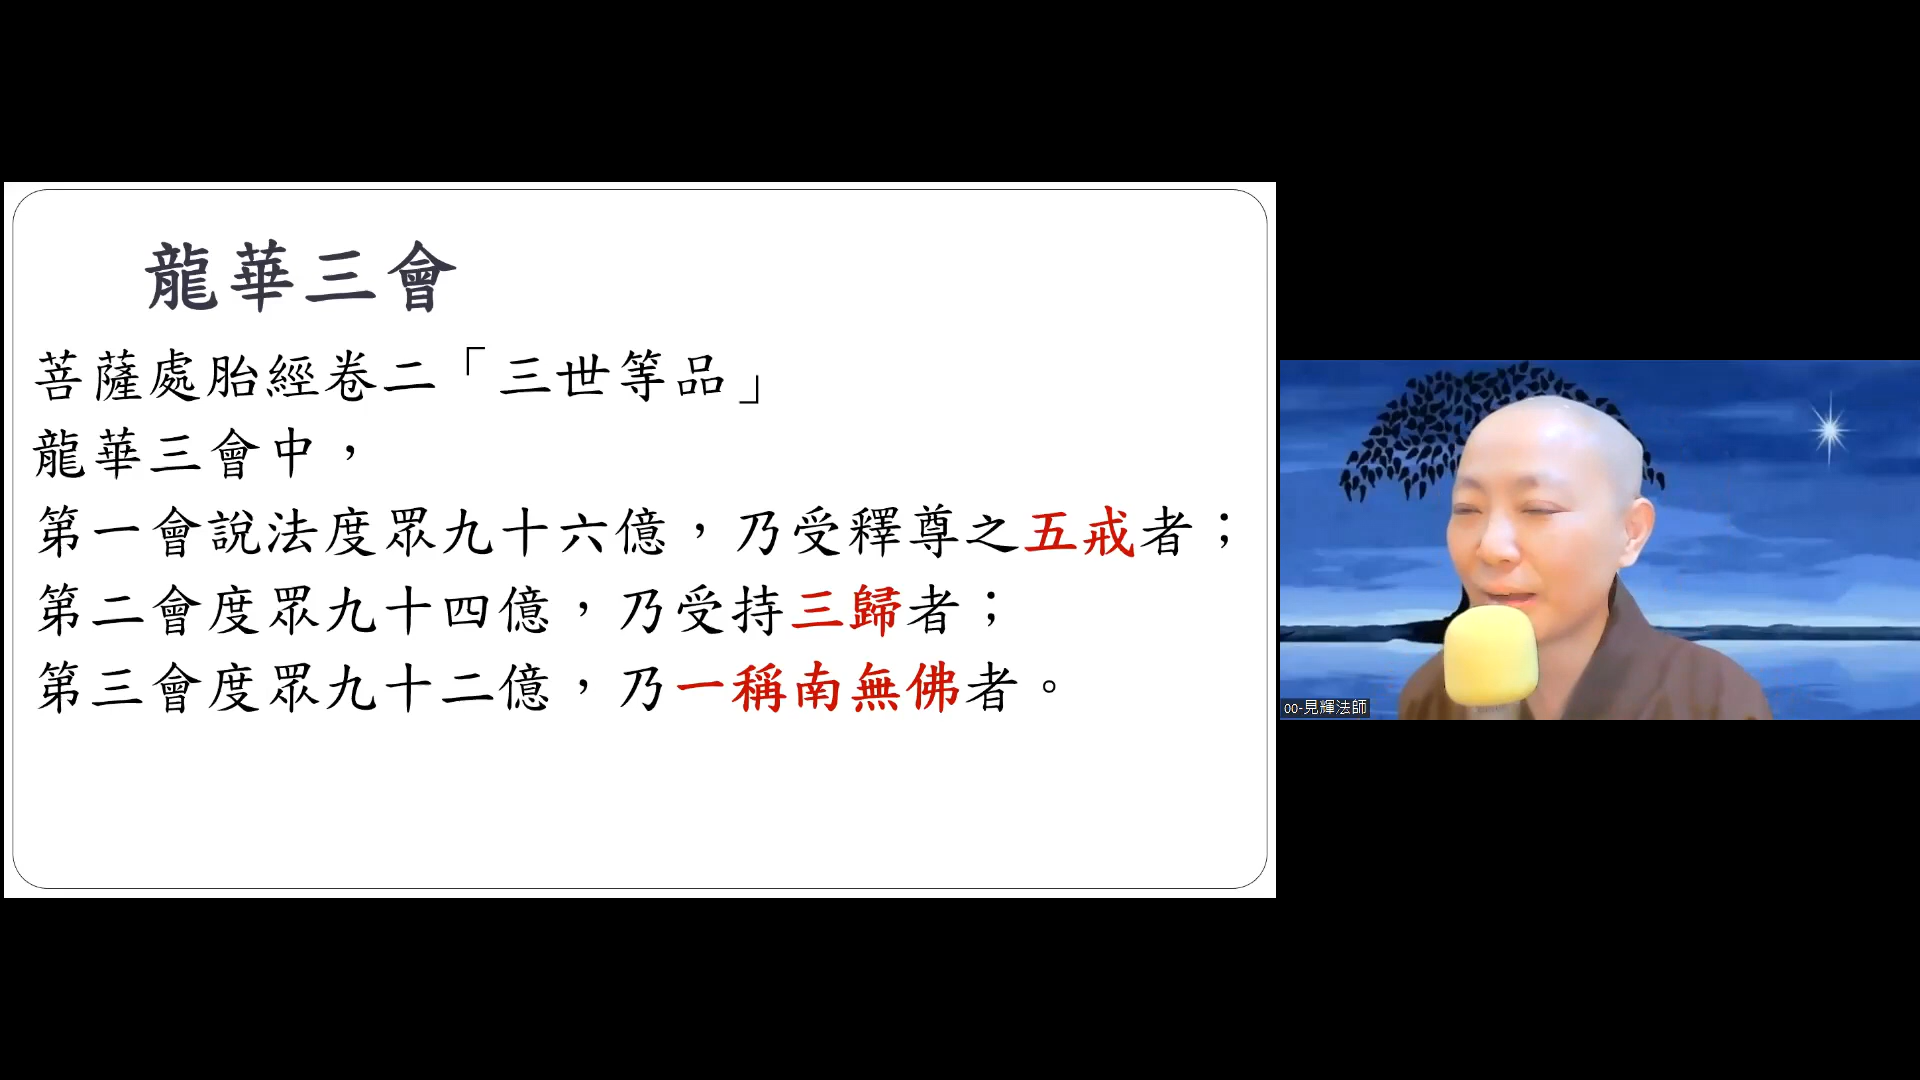 龍華三會
菩薩處胎經卷二「三世等品」
龍華三會中，
第一會說法度眾九十六億，乃受釋尊之五戒者；
第二會度眾九十四億，乃受持三歸者；
第三會度眾九十二億，乃一稱南無佛者。
00-見輝法師